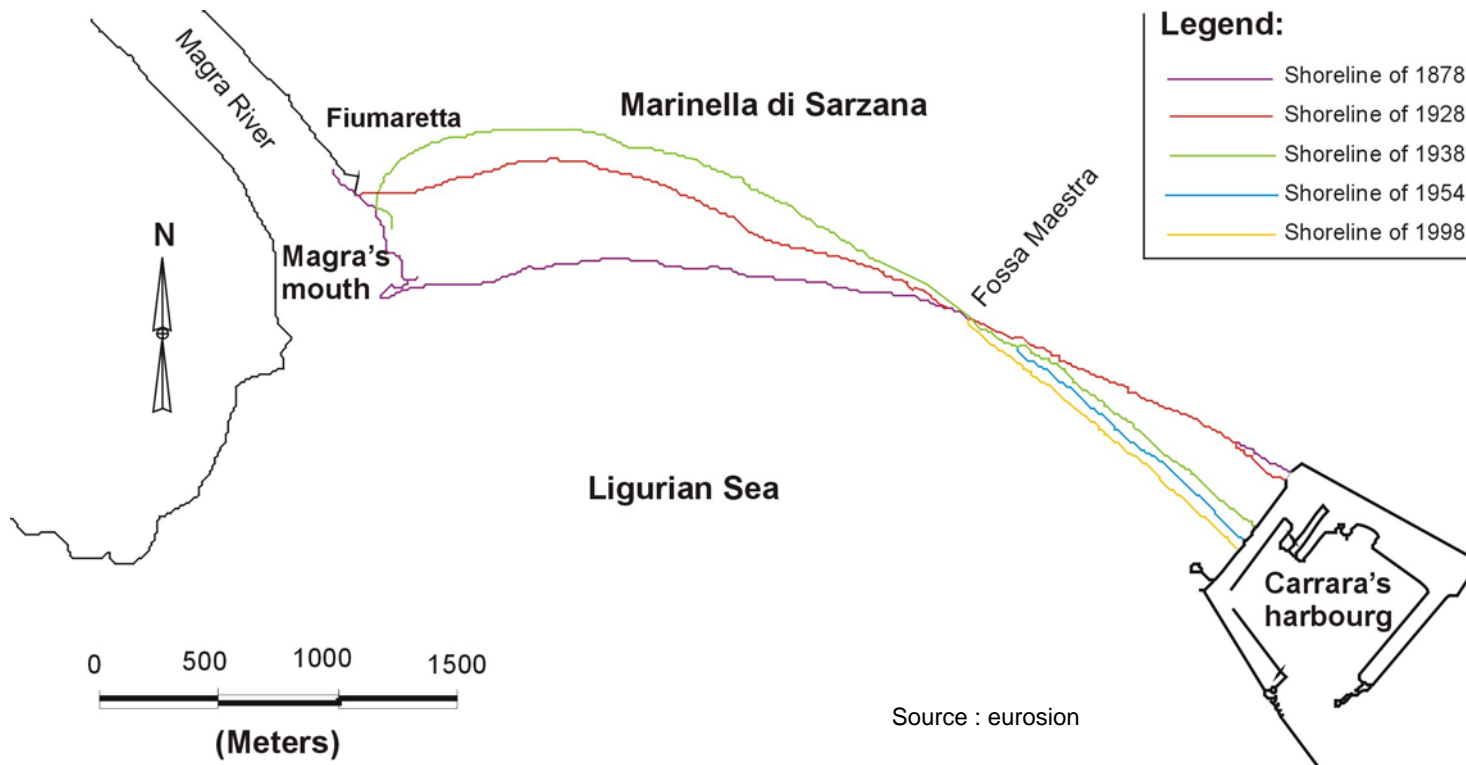 Legend:
Shoreline of 1878
Shoreline of 1928
Shoreline of 1938
Shoreline of 1954
Shoreline of 1998
Magra River
Fiumaretta
Marinella di Sarzana
Fossa Maestra
N
Magra's
mouth
Ligurian Sea
Carrara's
harbourg
0 500 1000 1500
(Meters)
Source : eurosion